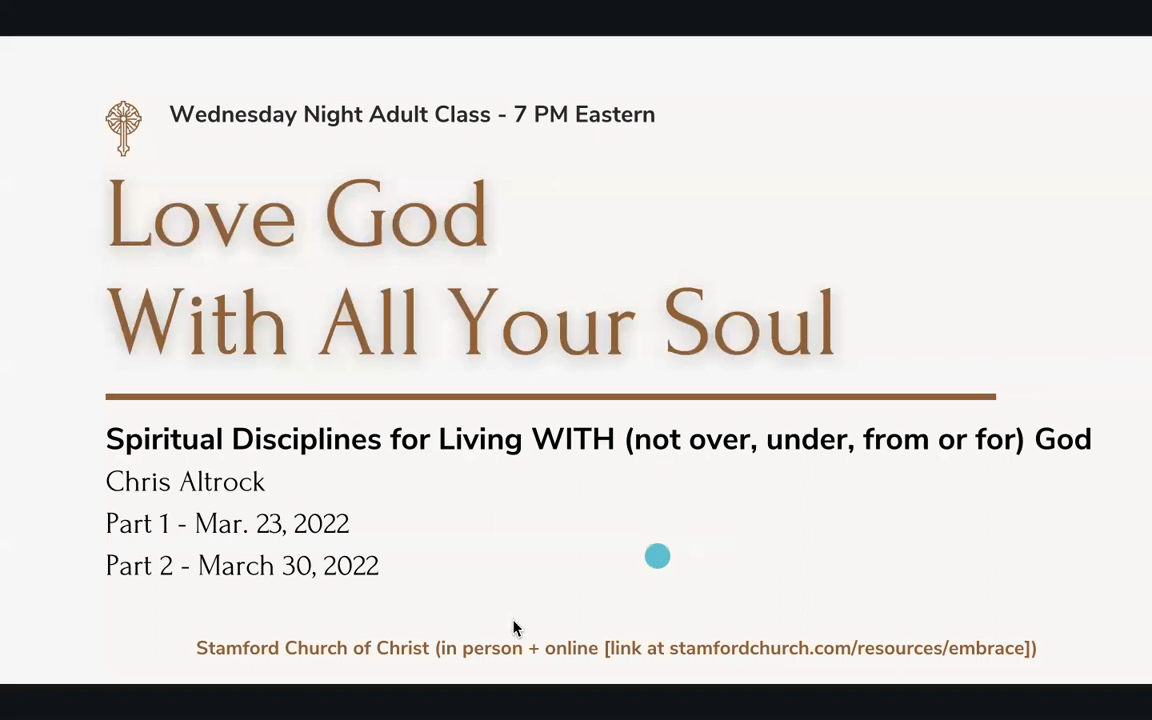 Wednesday Night Adult Class - 7 PM Eastern
Love God
With All Your Soul
Spiritual Disciplines for Living WITH (not over, under, from or for) God
Chris Altrock
Part 1 - Mar. 23, 2022
Part 2 - March 30, 2022
Stamford Church of Christ (in person + online [link at stamfordchurch.com/resources/embrace])